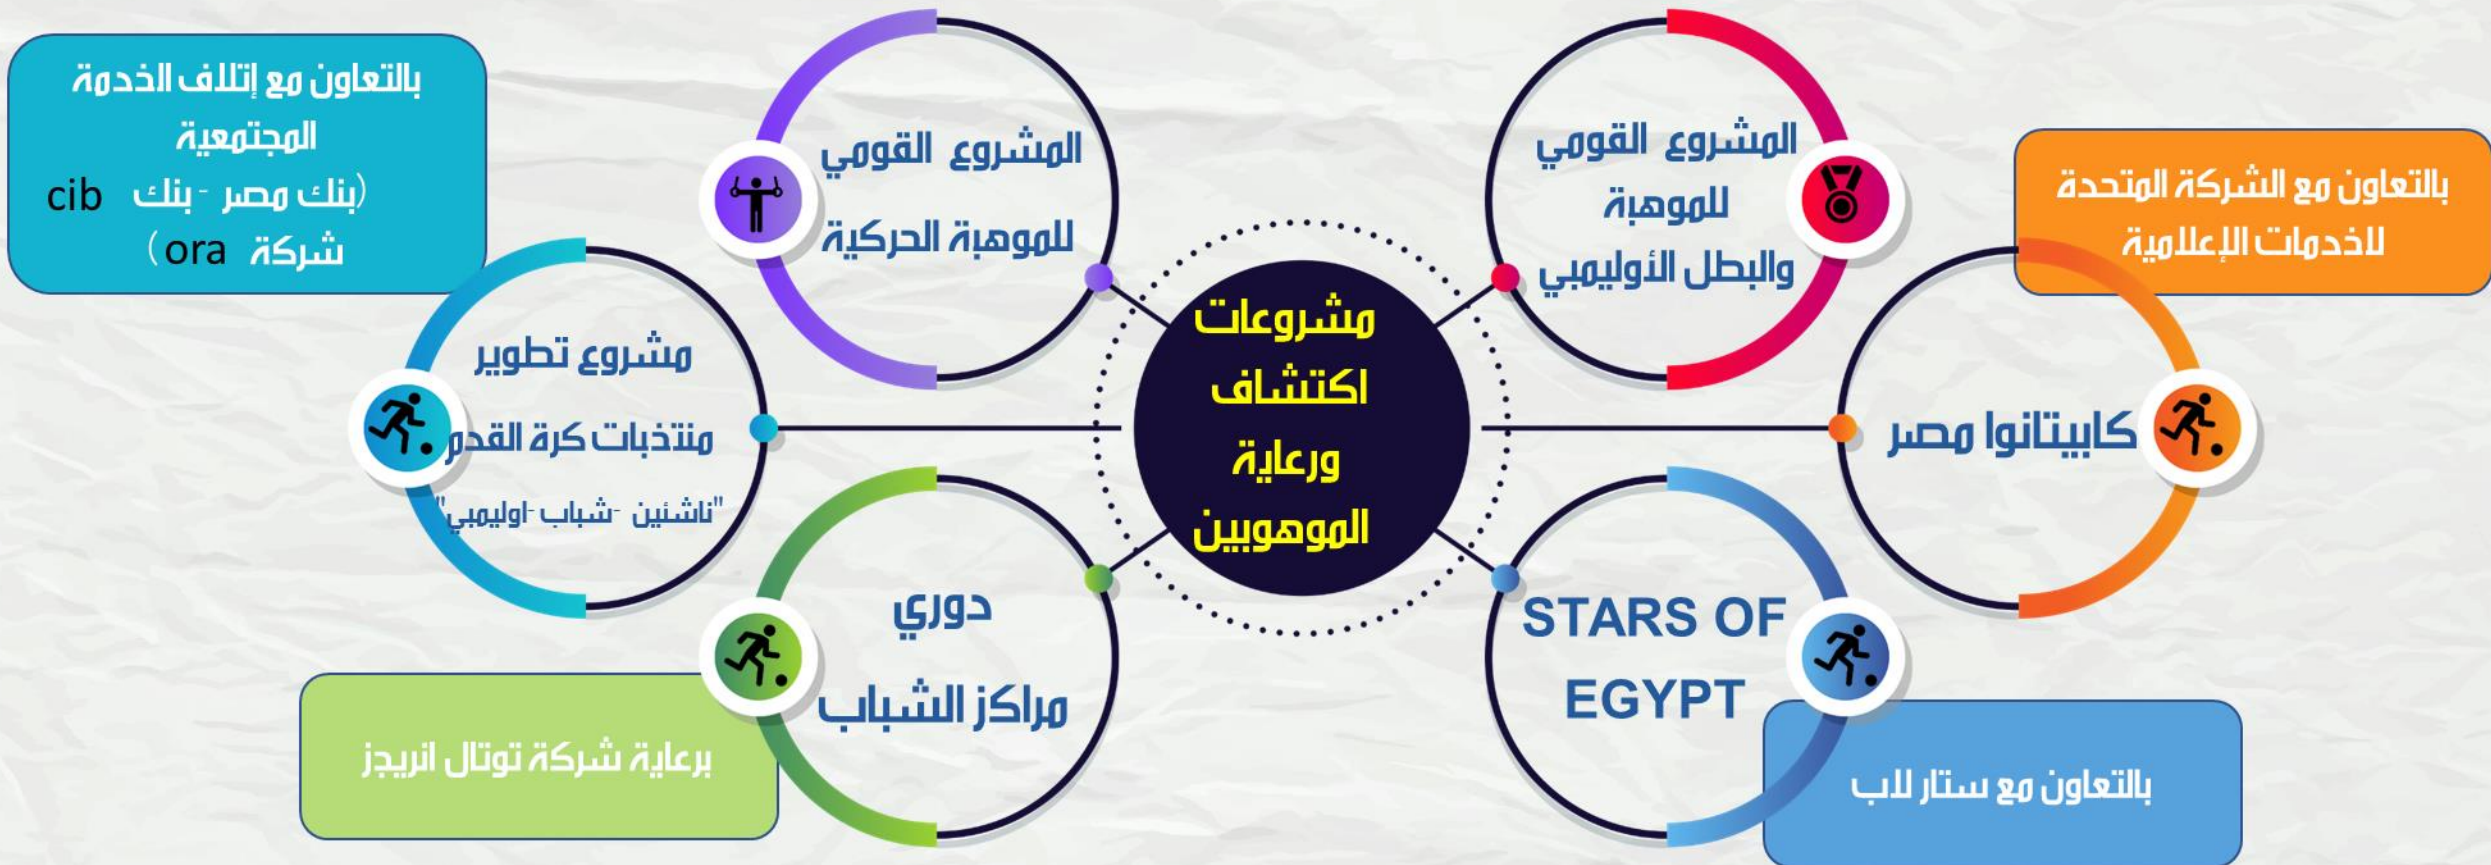 مشروعات
اكتشاف
ورعاية
الموهوبين
المشروع القومي
للموهبة
والبطل الأوليمبي
بالتعاون مع الشركة المتحدة
للخدمات الإعلامية
كابيتانوا مصر
STARS OF
EGYPT
بالتعاون مع ستار لاب
المشروع القومي
للموهبة الحركية
بالتعاون مع إتلاف الخدمة
المجتمعية
(بنك مصر - بنك cib
شركة ora)
مشروع تطوير
منتخبات كرة القدم
"ناشئين -شباب -اوليمبي"
دوري
مراكز الشباب
برعاية شركة توتال انريجز